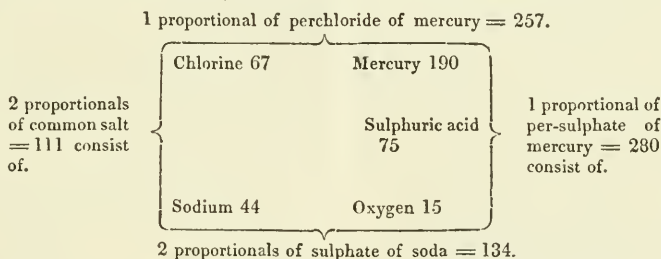 1 proportional of perchloride of mercury = 257.
Chlorine 67 Mercury 190
2 proportionals
of common salt
= 111 consist
of.
Sulphuric acid
75
1 proportional of
per-sulphate of
mercury = 280
consist of.
Sodium 44 Oxygen 15
2 proportionals of sulphate of soda = 134.